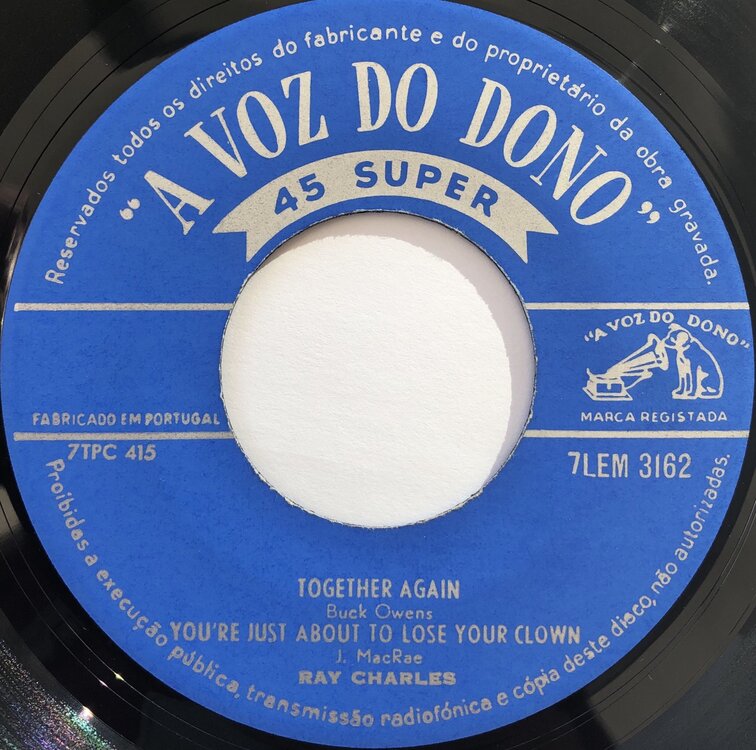 Reservados todos os direitos do fabricante e do proprietário da obra gravada.
"A VOZ DO DONO"
45 SUPER
"A VOZ DO DONO"
MARCA REGISTADA
FABRICADO EM PORTUGAL
7TPC 415
7LEM 3162
TOGETHER AGAIN
Buck Owens
YOU'RE JUST ABOUT TO LOSE YOUR CLOWN
J. MacRae
RAY CHARLES
Proíbidas a execução pública, transmissão radiofónica e cópia deste disco, não autorizadas.